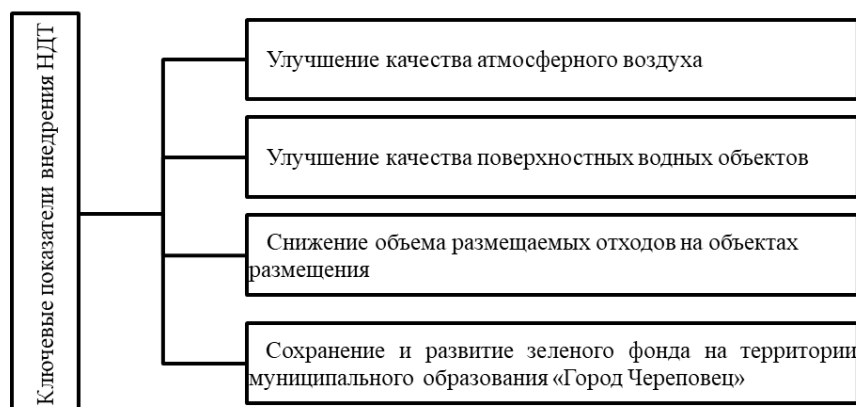 Ключевые показатели внедрения НДТ
Улучшение качества атмосферного воздуха
Улучшение качества поверхностных водных объектов
Снижение объема размещаемых отходов на объектах
размещения
Сохранение и развитие зеленого фонда на территории
муниципального образования «Город Череповец»